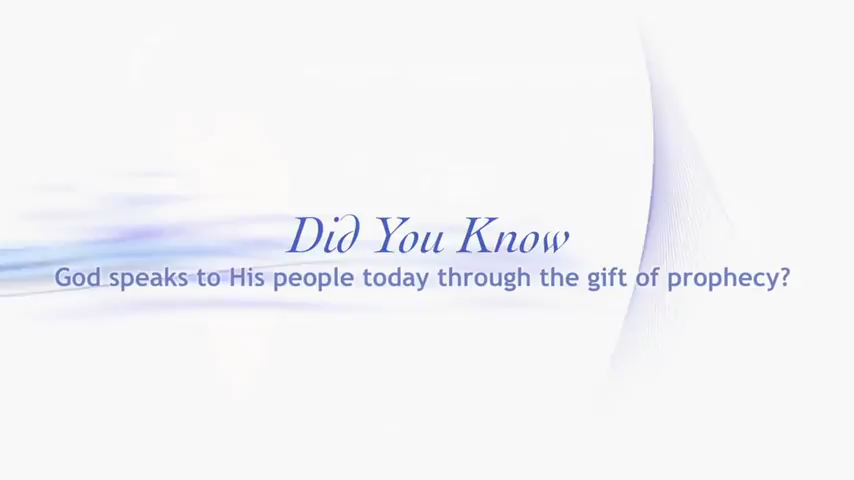 Did You Know
God speaks to His people today through the gift of prophecy?